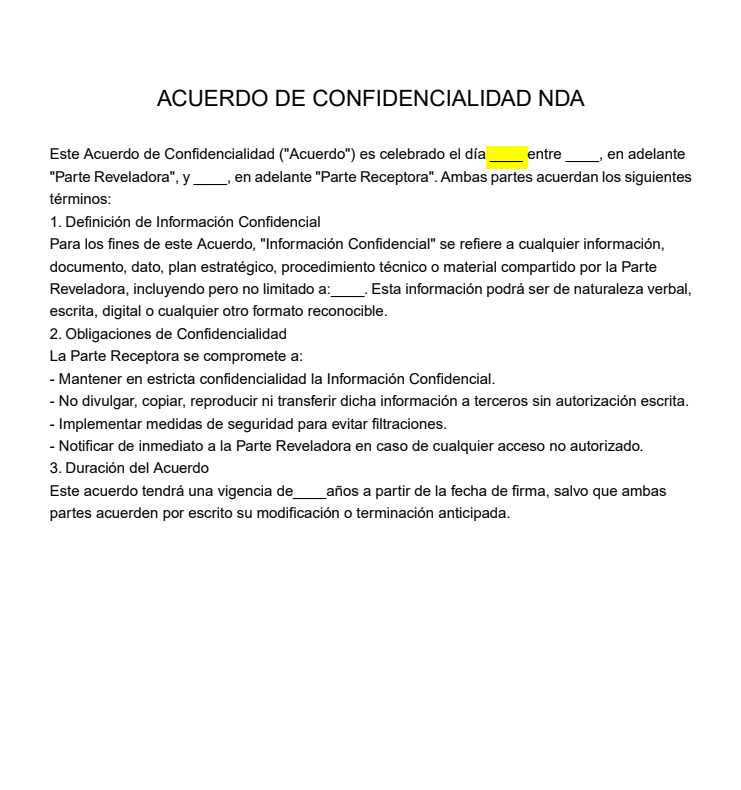 ACUERDO DE CONFIDENCIALIDAD NDA
Este Acuerdo de Confidencialidad ("Acuerdo") es celebrado el día ____ entre ____, en adelante
"Parte Reveladora", y ____, en adelante "Parte Receptora". Ambas partes acuerdan los siguientes
términos:
1. Definición de Información Confidencial
Para los fines de este Acuerdo, "Información Confidencial" se refiere a cualquier información,
documento, dato, plan estratégico, procedimiento técnico o material compartido por la Parte
Reveladora, incluyendo pero no limitado a:____. Esta información podrá ser de naturaleza verbal,
escrita, digital o cualquier otro formato reconocible.
2. Obligaciones de Confidencialidad
La Parte Receptora se compromete a:
- Mantener en estricta confidencialidad la Información Confidencial.
- No divulgar, copiar, reproducir ni transferir dicha información a terceros sin autorización escrita.
- Implementar medidas de seguridad para evitar filtraciones.
- Notificar de inmediato a la Parte Reveladora en caso de cualquier acceso no autorizado.
3. Duración del Acuerdo
Este acuerdo tendrá una vigencia de____años a partir de la fecha de firma, salvo que ambas
partes acuerden por escrito su modificación o terminación anticipada.